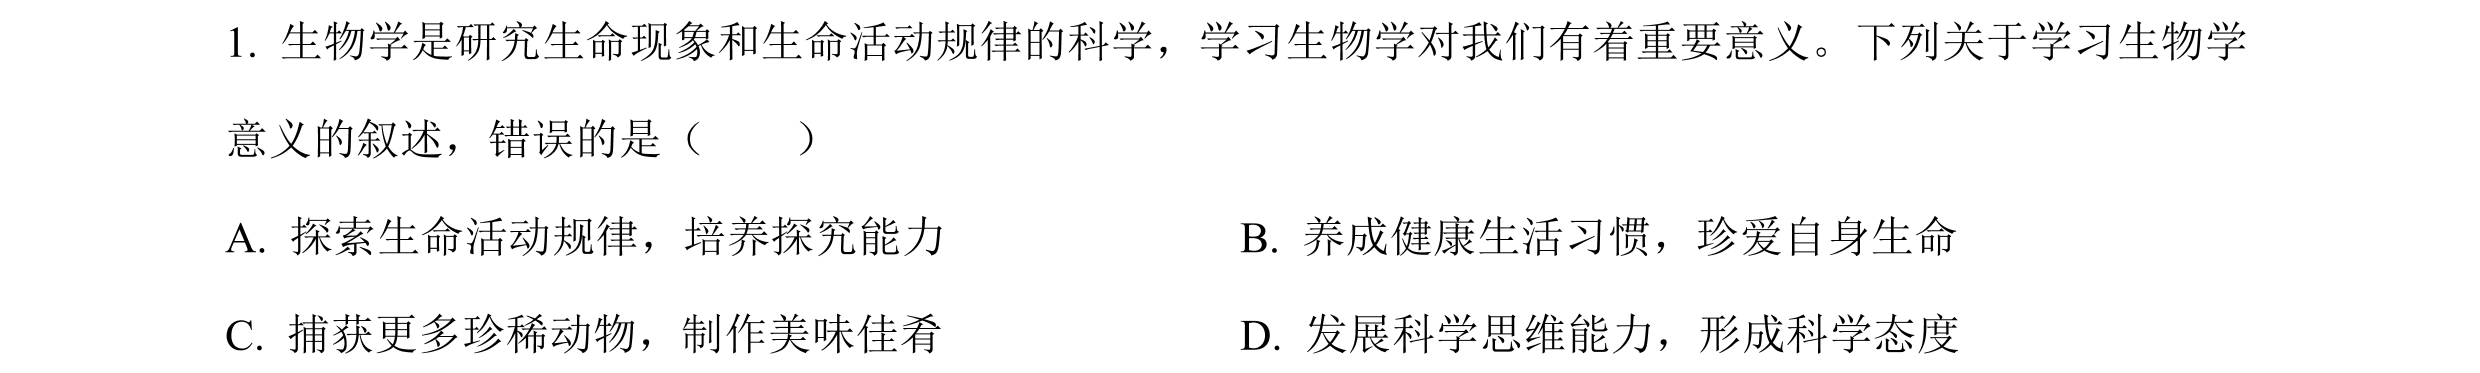 1. 生物学是研究生命现象和生命活动规律的科学，学习生物学对我们有着重要意义。下列关于学习生物学
意义的叙述，错误的是（　　）
A. 探索生命活动规律，培养探究能力　　B. 养成健康生活习惯，珍爱自身生命
C. 捕获更多珍稀动物，制作美味佳肴　　D. 发展科学思维能力，形成科学态度